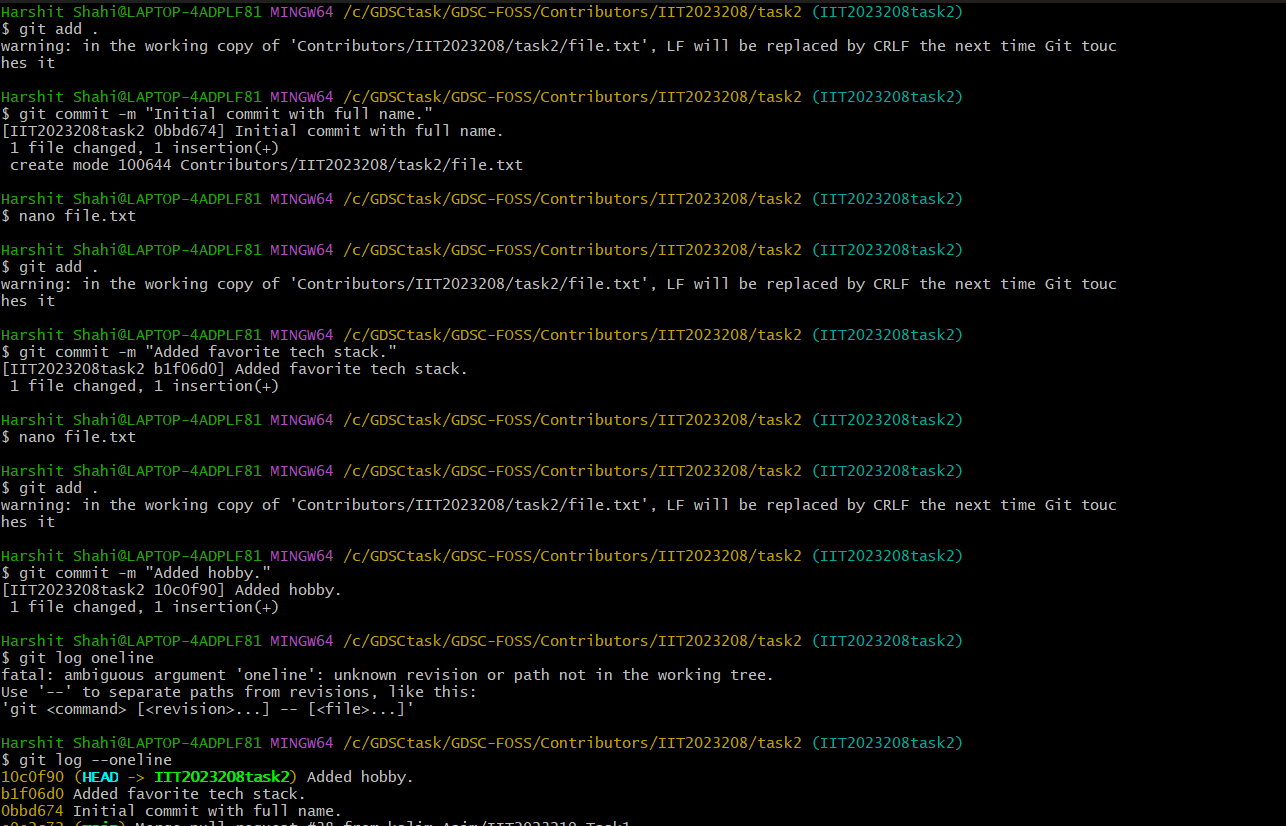 Harshit Shahi@LAPTOP-4ADPLF81 MINGW64 /c/GDSCtask/GDSC-FOSS/Contributors/IIT2023208/task2 (IIT2023208task2)
$ git add .
warning: in the working copy of 'Contributors/IIT2023208/task2/file.txt', LF will be replaced by CRLF the next time Git touc
hes it

Harshit Shahi@LAPTOP-4ADPLF81 MINGW64 /c/GDSCtask/GDSC-FOSS/Contributors/IIT2023208/task2 (IIT2023208task2)
$ git commit -m "Initial commit with full name."
[IIT2023208task2 0bbd674] Initial commit with full name.
 1 file changed, 1 insertion(+)
 create mode 100644 Contributors/IIT2023208/task2/file.txt

Harshit Shahi@LAPTOP-4ADPLF81 MINGW64 /c/GDSCtask/GDSC-FOSS/Contributors/IIT2023208/task2 (IIT2023208task2)
$ nano file.txt

Harshit Shahi@LAPTOP-4ADPLF81 MINGW64 /c/GDSCtask/GDSC-FOSS/Contributors/IIT2023208/task2 (IIT2023208task2)
$ git add .
warning: in the working copy of 'Contributors/IIT2023208/task2/file.txt', LF will be replaced by CRLF the next time Git touc
hes it

Harshit Shahi@LAPTOP-4ADPLF81 MINGW64 /c/GDSCtask/GDSC-FOSS/Contributors/IIT2023208/task2 (IIT2023208task2)
$ git commit -m "Added favorite tech stack."
[IIT2023208task2 b1f06d0] Added favorite tech stack.
 1 file changed, 1 insertion(+)

Harshit Shahi@LAPTOP-4ADPLF81 MINGW64 /c/GDSCtask/GDSC-FOSS/Contributors/IIT2023208/task2 (IIT2023208task2)
$ nano file.txt

Harshit Shahi@LAPTOP-4ADPLF81 MINGW64 /c/GDSCtask/GDSC-FOSS/Contributors/IIT2023208/task2 (IIT2023208task2)
$ git add .
warning: in the working copy of 'Contributors/IIT2023208/task2/file.txt', LF will be replaced by CRLF the next time Git touc
hes it

Harshit Shahi@LAPTOP-4ADPLF81 MINGW64 /c/GDSCtask/GDSC-FOSS/Contributors/IIT2023208/task2 (IIT2023208task2)
$ git commit -m "Added hobby."
[IIT2023208task2 10c0f90] Added hobby.
 1 file changed, 1 insertion(+)

Harshit Shahi@LAPTOP-4ADPLF81 MINGW64 /c/GDSCtask/GDSC-FOSS/Contributors/IIT2023208/task2 (IIT2023208task2)
$ git log oneline
fatal: ambiguous argument 'oneline': unknown revision or path not in the working tree.
Use '--' to separate paths from revisions, like this:
'git <command> [<revision>...] -- [<file>...]'

Harshit Shahi@LAPTOP-4ADPLF81 MINGW64 /c/GDSCtask/GDSC-FOSS/Contributors/IIT2023208/task2 (IIT2023208task2)
$ git log --oneline
10c0f90 (HEAD -> IIT2023208task2) Added hobby.
b1f06d0 Added favorite tech stack.
0bbd674 Initial commit with full name.
Merge pull request #38 from